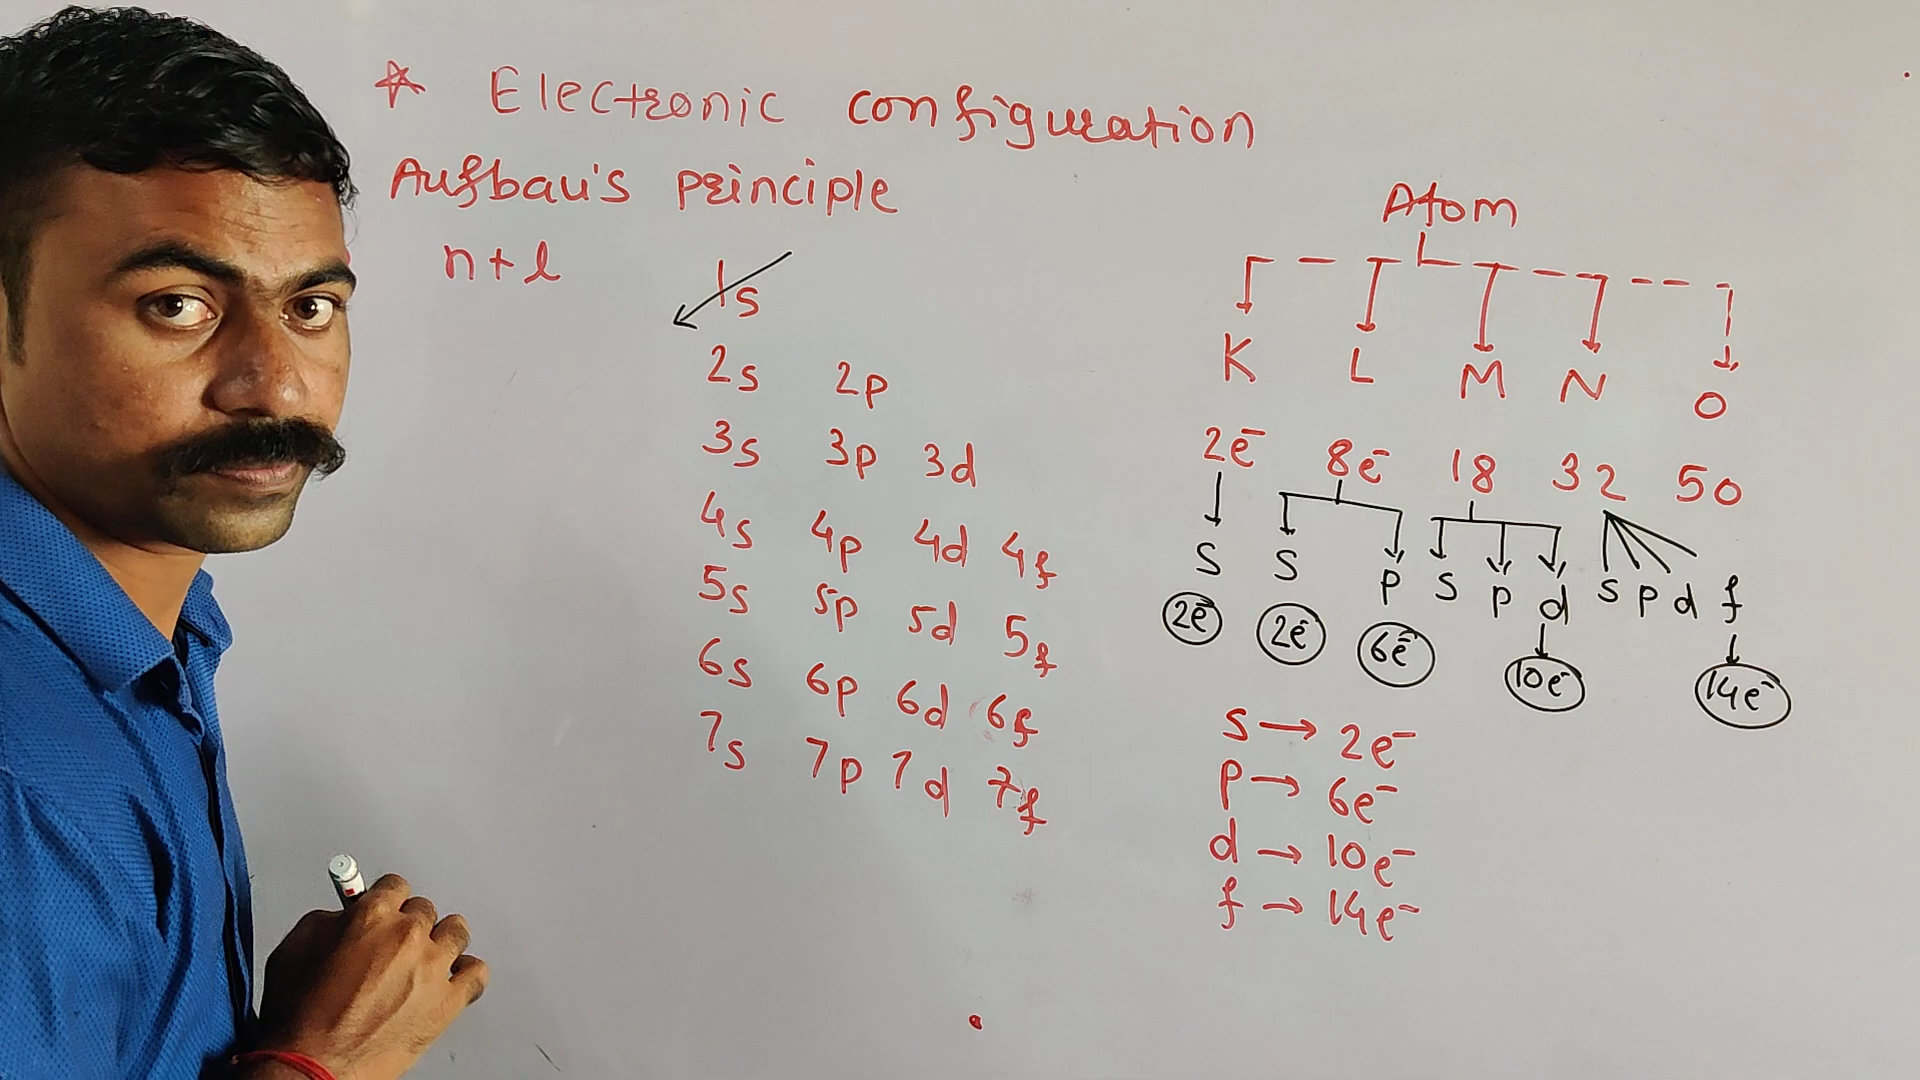 * Electronic configuration
Aufbau's principle
n+l
1s
2s 2p
3s 3p 3d
4s 4p 4d 4f
5s 5p 5d 5f
6s 6p 6d 6f
7s 7p 7d 7f
Atom
K L M N O
2e⁻ 8e⁻ 18 32 50
s s p s p d s p d f
2e⁻ 2e⁻ 6e⁻ 10e⁻ 14e⁻
s → 2e⁻
p → 6e⁻
d → 10e⁻
f → 14e⁻